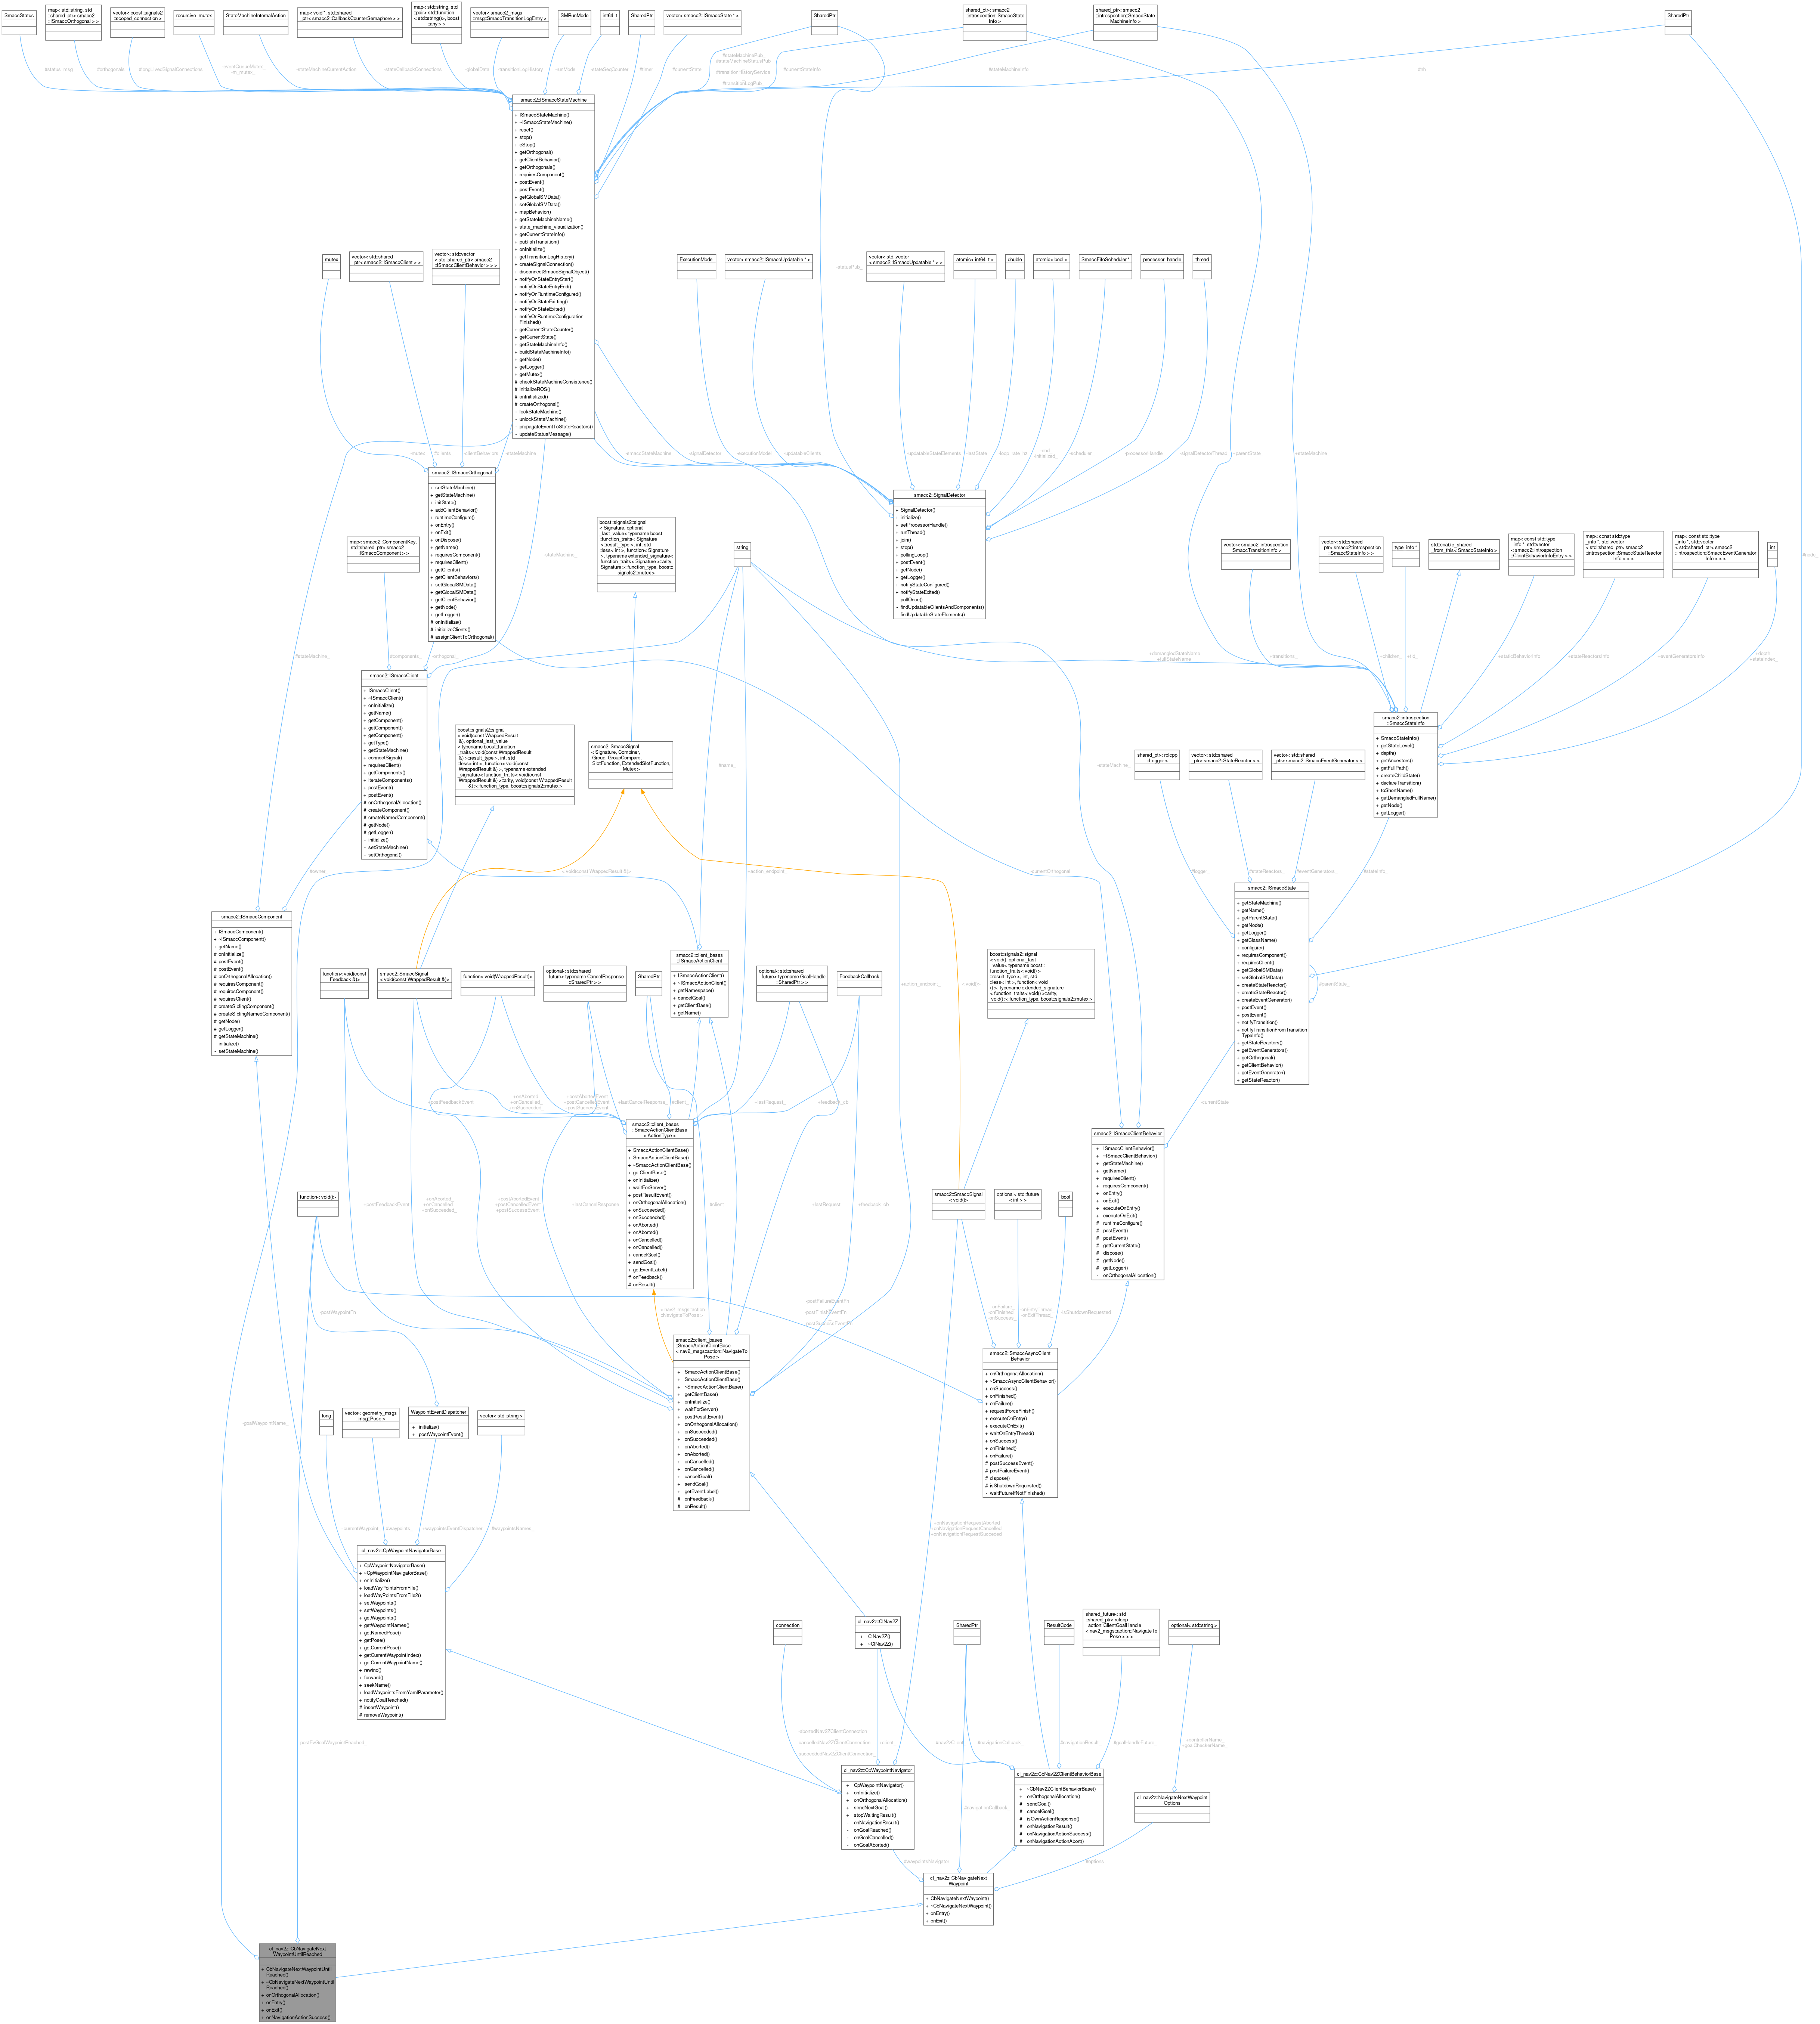 SmaccStatus
map< std::string, std
::shared_ptr< smacc2
::ISmaccOrthogonal > >
vector< boost::signals2
::scoped_connection >
recursive_mutex
StateMachineInternalAction
map< void *, std::shared
_ptr< smacc2::CallbackCounterSemaphore > >
map< std::string, std
::pair< std::function
< std::string()>, boost
::any > >
vector< smacc2_msgs
::msg::SmaccTransitionLogEntry >
SMRunMode
int64_t
SharedPtr
vector< smacc2::ISmaccState * >
SharedPtr
shared_ptr< smacc2
::introspection::SmaccState
Info >
shared_ptr< smacc2
::introspection::SmaccState
MachineInfo >
SharedPtr
smacc2::ISmaccStateMachine
+ ISmaccStateMachine()
+ ~ISmaccStateMachine()
+ reset()
+ stop()
+ eStop()
+ getOrthogonal()
+ getClientBehavior()
+ getOrthogonals()
+ requiresComponent()
+ postEvent()
+ postEvent()
+ getGlobalSMData()
+ setGlobalSMData()
+ mapBehavior()
+ getStateMachineName()
+ state_machine_visualization()
+ getCurrentStateInfo()
+ publishTransition()
+ onInitialize()
+ getTransitionLogHistory()
+ createSignalConnection()
+ disconnectSmaccSignalObject()
+ notifyOnStateEntryStart()
+ notifyOnStateEntryEnd()
+ notifyOnRuntimeConfigured()
+ notifyOnStateExitting()
+ notifyOnStateExited()
+ notifyOnRuntimeConfiguration
Finished()
+ getCurrentStateCounter()
+ getCurrentState()
+ getStateMachineInfo()
+ buildStateMachineInfo()
+ getNode()
+ getLogger()
+ getMutex()
# checkStateMachineConsistence()
# initializeROS()
# onInitialized()
# createOrthogonal()
- lockStateMachine()
- unlockStateMachine()
- propagateEventToStateReactors()
- updateStatusMessage()
mutex
vector< std::shared
_ptr< smacc2::ISmaccClient > >
vector< std::vector
< std::shared_ptr< smacc2
::ISmaccClientBehavior > > >
ExecutionModel
vector< smacc2::ISmaccUpdatable * >
vector< std::vector
< smacc2::ISmaccUpdatable * > >
atomic< int64_t >
double
atomic< bool >
SmaccFifoScheduler *
processor_handle
thread
smacc2::ISmaccOrthogonal
+ setStateMachine()
+ getStateMachine()
+ initState()
+ addClientBehavior()
+ runtimeConfigure()
+ onEntry()
+ onExit()
+ onDispose()
+ getName()
+ requiresComponent()
+ requiresClient()
+ getClients()
+ getClientBehaviors()
+ setGlobalSMData()
+ getGlobalSMData()
+ getClientBehavior()
+ getNode()
+ getLogger()
# onInitialize()
# initializeClients()
# assignClientToOrthogonal()
smacc2::SignalDetector
+ SignalDetector()
+ initialize()
+ setProcessorHandle()
+ runThread()
+ join()
+ stop()
+ pollingLoop()
+ postEvent()
+ getNode()
+ getLogger()
+ notifyStateConfigured()
+ notifyStateExited()
- pollOnce()
- findUpdatableClientsAndComponents()
- findUpdatableStateElements()
map< smacc2::ComponentKey,
std::shared_ptr< smacc2
::ISmaccComponent > >
boost::signals2::signal
< Signature, optional
_last_value< typename boost
::function_traits< Signature
>::result_type >, int, std
::less< int >, function< Signature
>, typename extended_signature<
function_traits< Signature >::arity,
Signature >::function_type, boost::
signals2::mutex >
string
vector< smacc2::introspection
::SmaccTransitionInfo >
vector< std::shared
_ptr< smacc2::introspection
::SmaccStateInfo > >
type_info *
std::enable_shared
_from_this< SmaccStateInfo >
map< const std::type
_info *, std::vector
< smacc2::introspection
::ClientBehaviorInfoEntry > >
map< const std::type
_info *, std::vector
< std::shared_ptr< smacc2
::introspection::SmaccStateReactor
Info > > >
map< const std::type
_info *, std::vector
< std::shared_ptr< smacc2
::introspection::SmaccEventGenerator
Info > > >
int
smacc2::ISmaccClient
+ ISmaccClient()
+ ~ISmaccClient()
+ onInitialize()
+ getName()
+ getComponent()
+ getComponent()
+ getComponent()
+ getType()
+ getStateMachine()
+ connectSignal()
+ requiresClient()
+ getComponents()
+ iterateComponents()
+ postEvent()
+ postEvent()
# onOrthogonalAllocation()
# createComponent()
# createNamedComponent()
# getNode()
# getLogger()
- initialize()
- setStateMachine()
- setOrthogonal()
boost::signals2::signal
< void(const WrappedResult
&), optional_last_value
< typename boost::function
_traits< void(const WrappedResult
&) >::result_type >, int, std
::less< int >, function< void(const
WrappedResult &) >, typename extended
_signature< function_traits< void(const
WrappedResult &) >::arity, void(const WrappedResult
&) >::function_type, boost::signals2::mutex >
smacc2::SmaccSignal
< Signature, Combiner,
Group, GroupCompare,
SlotFunction, ExtendedSlotFunction,
Mutex >
shared_ptr< rclcpp
::Logger >
vector< std::shared
_ptr< smacc2::StateReactor > >
vector< std::shared
_ptr< smacc2::SmaccEventGenerator > >
smacc2::introspection
::SmaccStateInfo
+ SmaccStateInfo()
+ getStateLevel()
+ depth()
+ getAncestors()
+ getFullPath()
+ createChildState()
+ declareTransition()
+ toShortName()
+ getDemangledFullName()
+ getNode()
+ getLogger()
smacc2::ISmaccState
+ getStateMachine()
+ getName()
+ getParentState()
+ getNode()
+ getLogger()
+ getClassName()
+ configure()
+ requiresComponent()
+ requiresClient()
+ getGlobalSMData()
+ setGlobalSMData()
+ createStateReactor()
+ createStateReactor()
+ createEventGenerator()
+ postEvent()
+ postEvent()
+ notifyTransition()
+ notifyTransitionFromTransition
TypeInfo()
+ getStateReactors()
+ getEventGenerators()
+ getOrthogonal()
+ getClientBehavior()
+ getEventGenerator()
+ getStateReactor()
smacc2::ISmaccComponent
+ ISmaccComponent()
+ ~ISmaccComponent()
+ getName()
# onInitialize()
# postEvent()
# postEvent()
# onOrthogonalAllocation()
# requiresComponent()
# requiresComponent()
# requiresClient()
# createSiblingComponent()
# createSiblingNamedComponent()
# getNode()
# getLogger()
# getStateMachine()
- initialize()
- setStateMachine()
function< void(const
Feedback &)>
smacc2::SmaccSignal
< void(const WrappedResult &)>
function< void(WrappedResult)>
optional< std::shared
_future< typename CancelResponse
::SharedPtr > >
SharedPtr
smacc2::client_bases
::ISmaccActionClient
+ ISmaccActionClient()
+ ~ISmaccActionClient()
+ getNamespace()
+ cancelGoal()
+ getClientBase()
+ getName()
optional< std::shared
_future< typename GoalHandle
::SharedPtr > >
FeedbackCallback
boost::signals2::signal
< void(), optional_last
_value< typename boost::
function_traits< void() >
::result_type >, int, std
::less< int >, function< void
() >, typename extended_signature
< function_traits< void() >::arity,
void() >::function_type, boost::signals2::mutex >
smacc2::client_bases
::SmaccActionClientBase
< ActionType >
+ SmaccActionClientBase()
+ SmaccActionClientBase()
+ ~SmaccActionClientBase()
+ getClientBase()
+ onInitialize()
+ waitForServer()
+ postResultEvent()
+ onOrthogonalAllocation()
+ onSucceeded()
+ onSucceeded()
+ onAborted()
+ onAborted()
+ onCancelled()
+ onCancelled()
+ cancelGoal()
+ sendGoal()
+ getEventLabel()
# onFeedback()
# onResult()
smacc2::ISmaccClientBehavior
+ ISmaccClientBehavior()
+ ~ISmaccClientBehavior()
+ getStateMachine()
+ getName()
+ requiresClient()
+ requiresComponent()
+ onEntry()
+ onExit()
+ executeOnEntry()
+ executeOnExit()
# runtimeConfigure()
# postEvent()
# postEvent()
# getCurrentState()
# dispose()
# getNode()
# getLogger()
- onOrthogonalAllocation()
function< void()>
smacc2::SmaccSignal
< void()>
optional< std::future
< int > >
bool
smacc2::client_bases
::SmaccActionClientBase
< nav2_msgs::action::NavigateTo
Pose >
+ SmaccActionClientBase()
+ SmaccActionClientBase()
+ ~SmaccActionClientBase()
+ getClientBase()
+ onInitialize()
+ waitForServer()
+ postResultEvent()
+ onOrthogonalAllocation()
+ onSucceeded()
+ onSucceeded()
+ onAborted()
+ onAborted()
+ onCancelled()
+ onCancelled()
+ cancelGoal()
+ sendGoal()
+ getEventLabel()
# onFeedback()
# onResult()
smacc2::SmaccAsyncClient
Behavior
+ onOrthogonalAllocation()
+ ~SmaccAsyncClientBehavior()
+ onSuccess()
+ onFinished()
+ onFailure()
+ requestForceFinish()
+ executeOnEntry()
+ executeOnExit()
+ waitOnEntryThread()
+ onSuccess()
+ onFinished()
+ onFailure()
# postSuccessEvent()
# postFailureEvent()
# dispose()
# isShutdownRequested()
- waitFutureIfNotFinished()
long
vector< geometry_msgs
::msg::Pose >
WaypointEventDispatcher
+ initialize()
+ postWaypointEvent()
vector< std::string >
cl_nav2z::CpWaypointNavigatorBase
+ CpWaypointNavigatorBase()
+ ~CpWaypointNavigatorBase()
+ onInitialize()
+ loadWayPointsFromFile()
+ loadWayPointsFromFile2()
+ setWaypoints()
+ setWaypoints()
+ getWaypoints()
+ getWaypointNames()
+ getNamedPose()
+ getPose()
+ getCurrentPose()
+ getCurrentWaypointIndex()
+ getCurrentWaypointName()
+ rewind()
+ forward()
+ seekName()
+ loadWaypointsFromYamlParameter()
+ notifyGoalReached()
# insertWaypoint()
# removeWaypoint()
connection
cl_nav2z::ClNav2Z
+ ClNav2Z()
+ ~ClNav2Z()
SharedPtr
ResultCode
shared_future< std
::shared_ptr< rclcpp
_action::ClientGoalHandle
< nav2_msgs::action::NavigateTo
Pose > > >
optional< std::string >
cl_nav2z::CpWaypointNavigator
+ CpWaypointNavigator()
+ onInitialize()
+ onOrthogonalAllocation()
+ sendNextGoal()
+ stopWaitingResult()
- onNavigationResult()
- onGoalReached()
- onGoalCancelled()
- onGoalAborted()
cl_nav2z::CbNav2ZClientBehaviorBase
+ ~CbNav2ZClientBehaviorBase()
+ onOrthogonalAllocation()
# sendGoal()
# cancelGoal()
# isOwnActionResponse()
# onNavigationResult()
# onNavigationActionSuccess()
# onNavigationActionAbort()
cl_nav2z::NavigateNextWaypoint
Options
cl_nav2z::CbNavigateNext
Waypoint
+ CbNavigateNextWaypoint()
+ ~CbNavigateNextWaypoint()
+ onEntry()
+ onExit()
cl_nav2z::CbNavigateNext
WaypointUntilReached
+ CbNavigateNextWaypointUntil
Reached()
+ ~CbNavigateNextWaypointUntil
Reached()
+ onOrthogonalAllocation()
+ onEntry()
+ onExit()
+ onNavigationActionSuccess()